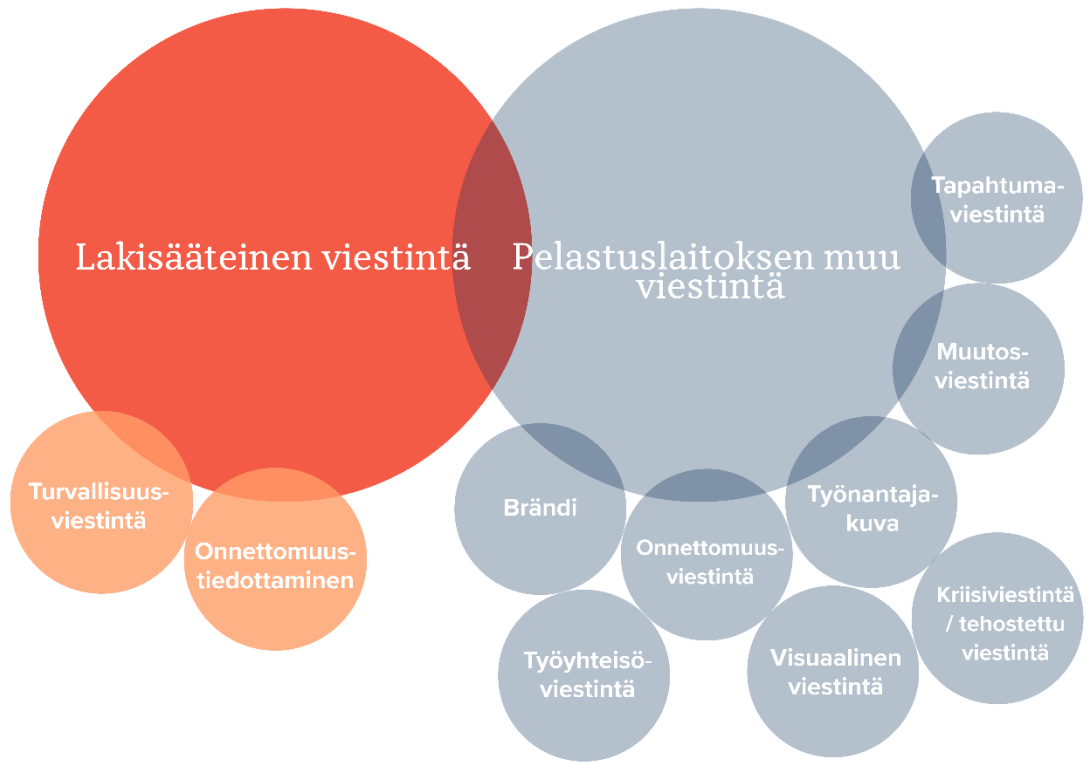 Lakisääteinen viestintä
Pelastuslaitoksen muu
viestintä
Tapahtuma-
viestintä
Muutos-
viestintä
Turvallisuus-
viestintä
Onnettomuus-
tiedottaminen
Brändi
Onnettomuus-
viestintä
Työnantaja-
kuva
Työyhteisö-
viestintä
Visuaalinen
viestintä
Kriisiviestintä
/ tehostettu
viestintä